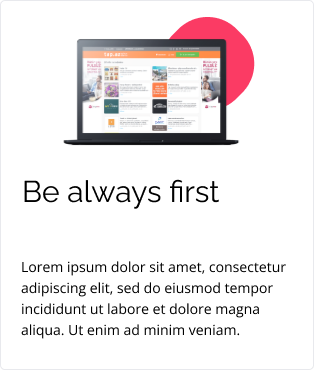 Be always first
Lorem ipsum dolor sit amet, consectetur
adipiscing elit, sed do eiusmod tempor
incididunt ut labore et dolore magna
aliqua. Ut enim ad minim veniam.